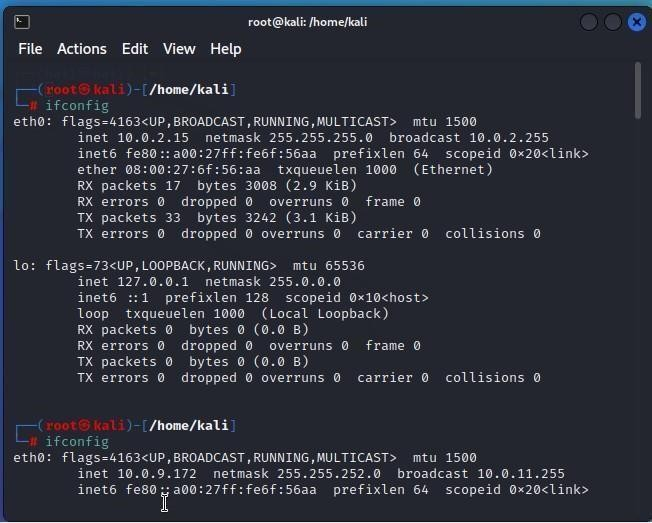 root@kali: /home/kali
File Actions Edit View Help
┌──(root㉿kali)-[/home/kali]
└─# ifconfig
eth0: flags=4163<UP,BROADCAST,RUNNING,MULTICAST>  mtu 1500
        inet 10.0.2.15  netmask 255.255.255.0  broadcast 10.0.2.255
        inet6 fe80::a00:27ff:fe6f:56aa  prefixlen 64  scopeid 0×20<link>
        ether 08:00:27:6f:56:aa  txqueuelen 1000  (Ethernet)
        RX packets 17  bytes 3008 (2.9 KiB)
        RX errors 0  dropped 0  overruns 0  frame 0
        TX packets 33  bytes 3242 (3.1 KiB)
        TX errors 0  dropped 0 overruns 0  carrier 0  collisions 0
lo: flags=73<UP,LOOPBACK,RUNNING>  mtu 65536
        inet 127.0.0.1  netmask 255.0.0.0
        inet6 ::1  prefixlen 128  scopeid 0×10<host>
        loop  txqueuelen 1000  (Local Loopback)
        RX packets 0  bytes 0 (0.0 B)
        RX errors 0  dropped 0  overruns 0  frame 0
        TX packets 0  bytes 0 (0.0 B)
        TX errors 0  dropped 0 overruns 0  carrier 0  collisions 0
┌──(root㉿kali)-[/home/kali]
└─# ifconfig
eth0: flags=4163<UP,BROADCAST,RUNNING,MULTICAST>  mtu 1500
        inet 10.0.9.172  netmask 255.255.252.0  broadcast 10.0.11.255
        inet6 fe80::a00:27ff:fe6f:56aa  prefixlen 64  scopeid 0×20<link>